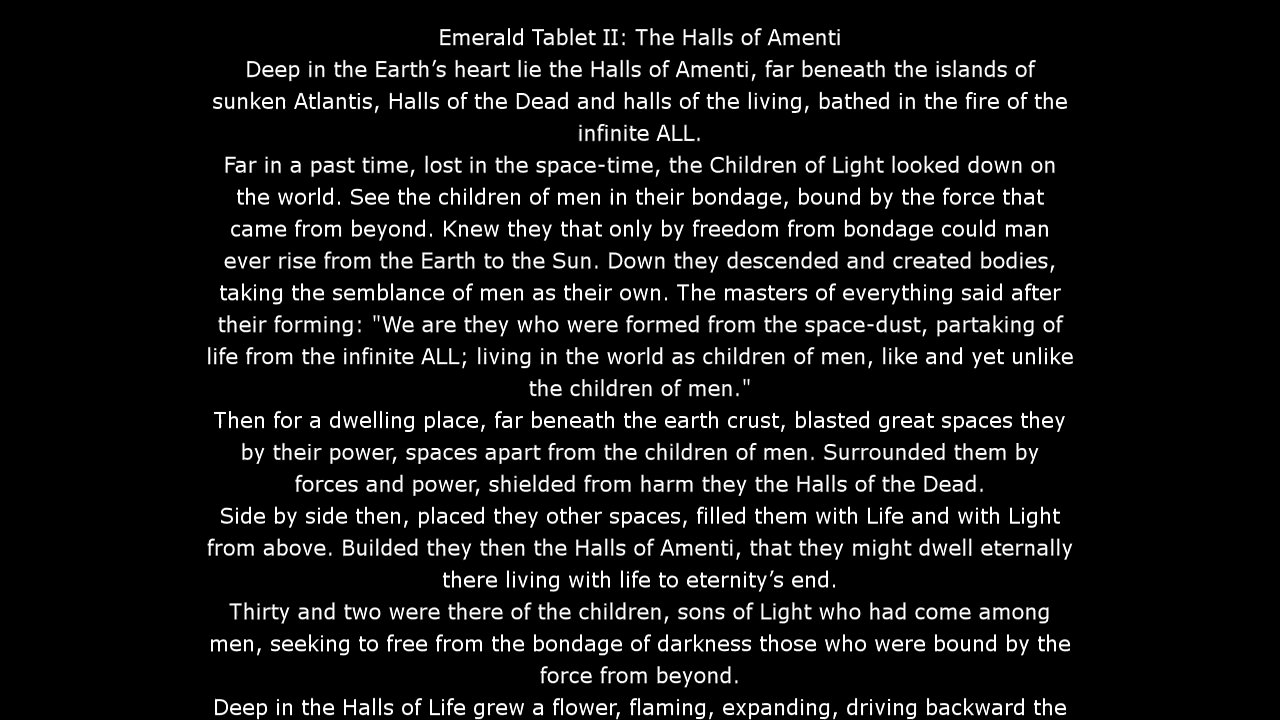 Emerald Tablet II: The Halls of Amenti
Deep in the Earth’s heart lie the Halls of Amenti, far beneath the islands of
sunken Atlantis, Halls of the Dead and halls of the living, bathed in the fire of the
infinite ALL.
Far in a past time, lost in the space-time, the Children of Light looked down on
the world. See the children of men in their bondage, bound by the force that
came from beyond. Knew they that only by freedom from bondage could man
ever rise from the Earth to the Sun. Down they descended and created bodies,
taking the semblance of men as their own. The masters of everything said after
their forming: "We are they who were formed from the space-dust, partaking of
life from the infinite ALL; living in the world as children of men, like and yet unlike
the children of men."
Then for a dwelling place, far beneath the earth crust, blasted great spaces they
by their power, spaces apart from the children of men. Surrounded them by
forces and power, shielded from harm they the Halls of the Dead.
Side by side then, placed they other spaces, filled them with Life and with Light
from above. Builded they then the Halls of Amenti, that they might dwell eternally
there living with life to eternity’s end.
Thirty and two were there of the children, sons of Light who had come among
men, seeking to free from the bondage of darkness those who were bound by the
force from beyond.
Deep in the Halls of Life grew a flower, flaming, expanding, driving backward the